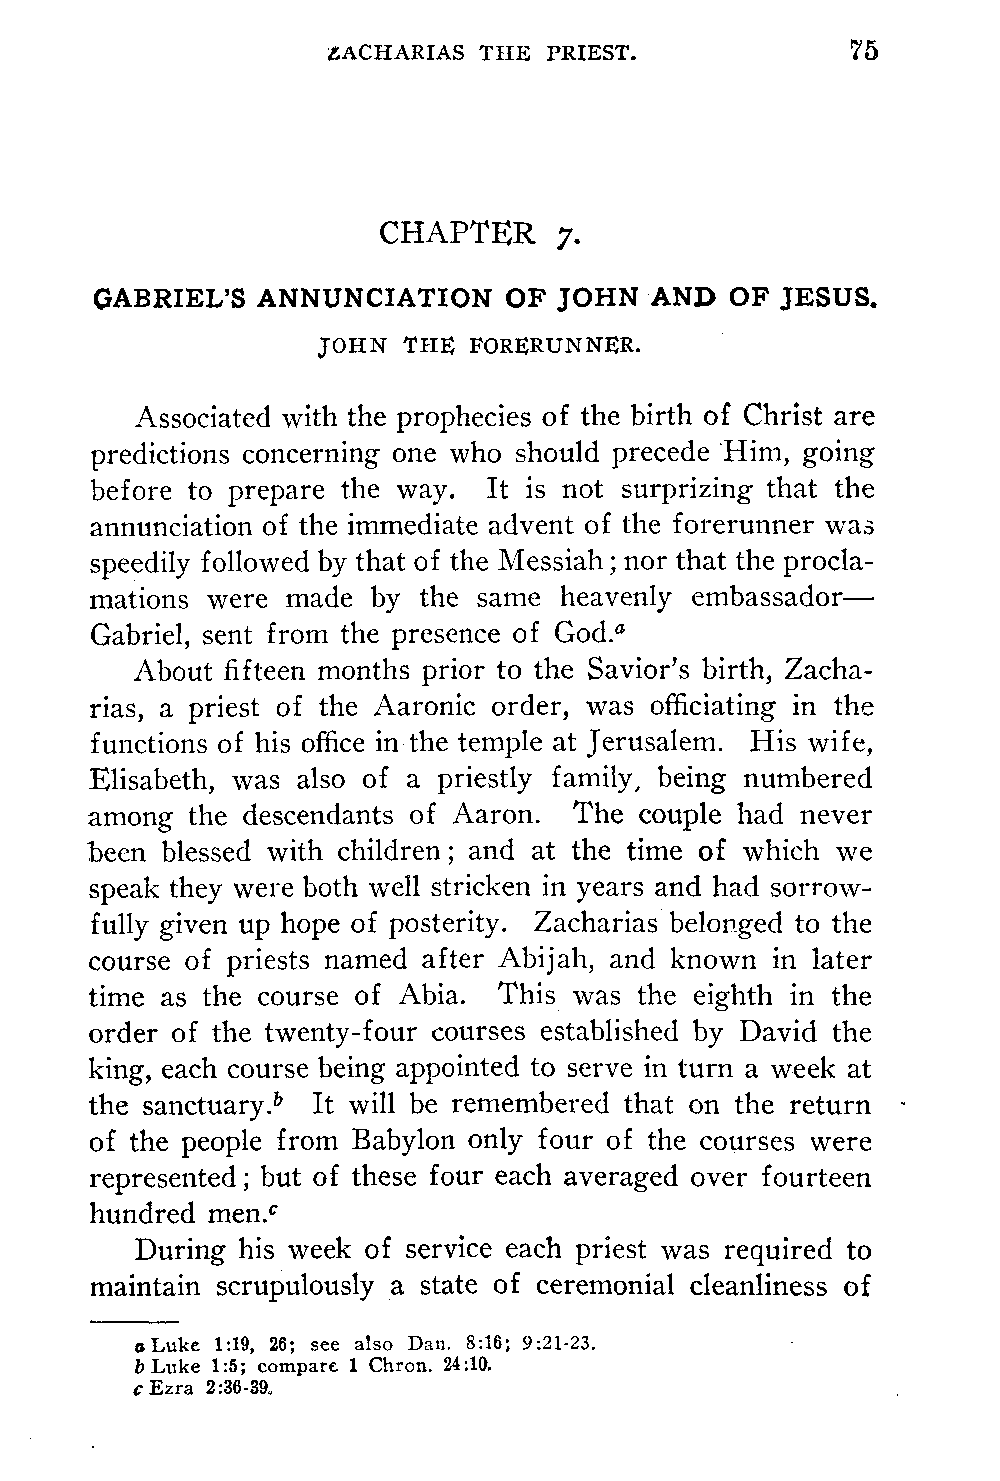 ZACHARIAS THE PRIEST. 75
CHAPTER 7.
GABRIEL'S ANNUNCIATION OF JOHN AND OF JESUS.
JOHN THE FORERUNNER.
Associated with the prophecies of the birth of Christ are
predictions concerning one who should precede Him, going
before to prepare the way. It is not surprizing that the
annunciation of the immediate advent of the forerunner was
speedily followed by that of the Messiah; nor that the procla-
mations were made by the same heavenly embassador—
Gabriel, sent from the presence of God.a
About fifteen months prior to the Savior's birth, Zacha-
rias, a priest of the Aaronic order, was officiating in the
functions of his office in the temple at Jerusalem. His wife,
Elisabeth, was also of a priestly family, being numbered
among the descendants of Aaron. The couple had never
been blessed with children; and at the time of which we
speak they were both well stricken in years and had sorrow-
fully given up hope of posterity. Zacharias belonged to the
course of priests named after Abijah, and known in later
time as the course of Abia. This was the eighth in the
order of the twenty-four courses established by David the
king, each course being appointed to serve in turn a week at
the sanctuary.b It will be remembered that on the return
of the people from Babylon only four of the courses were
represented; but of these four each averaged over fourteen
hundred men.c
During his week of service each priest was required to
maintain scrupulously a state of ceremonial cleanliness of
a Luke 1:19, 26; see also Dan. 8:16; 9:21-23.
b Luke 1:5; compare 1 Chron. 24:10.
c Ezra 2:36-39.